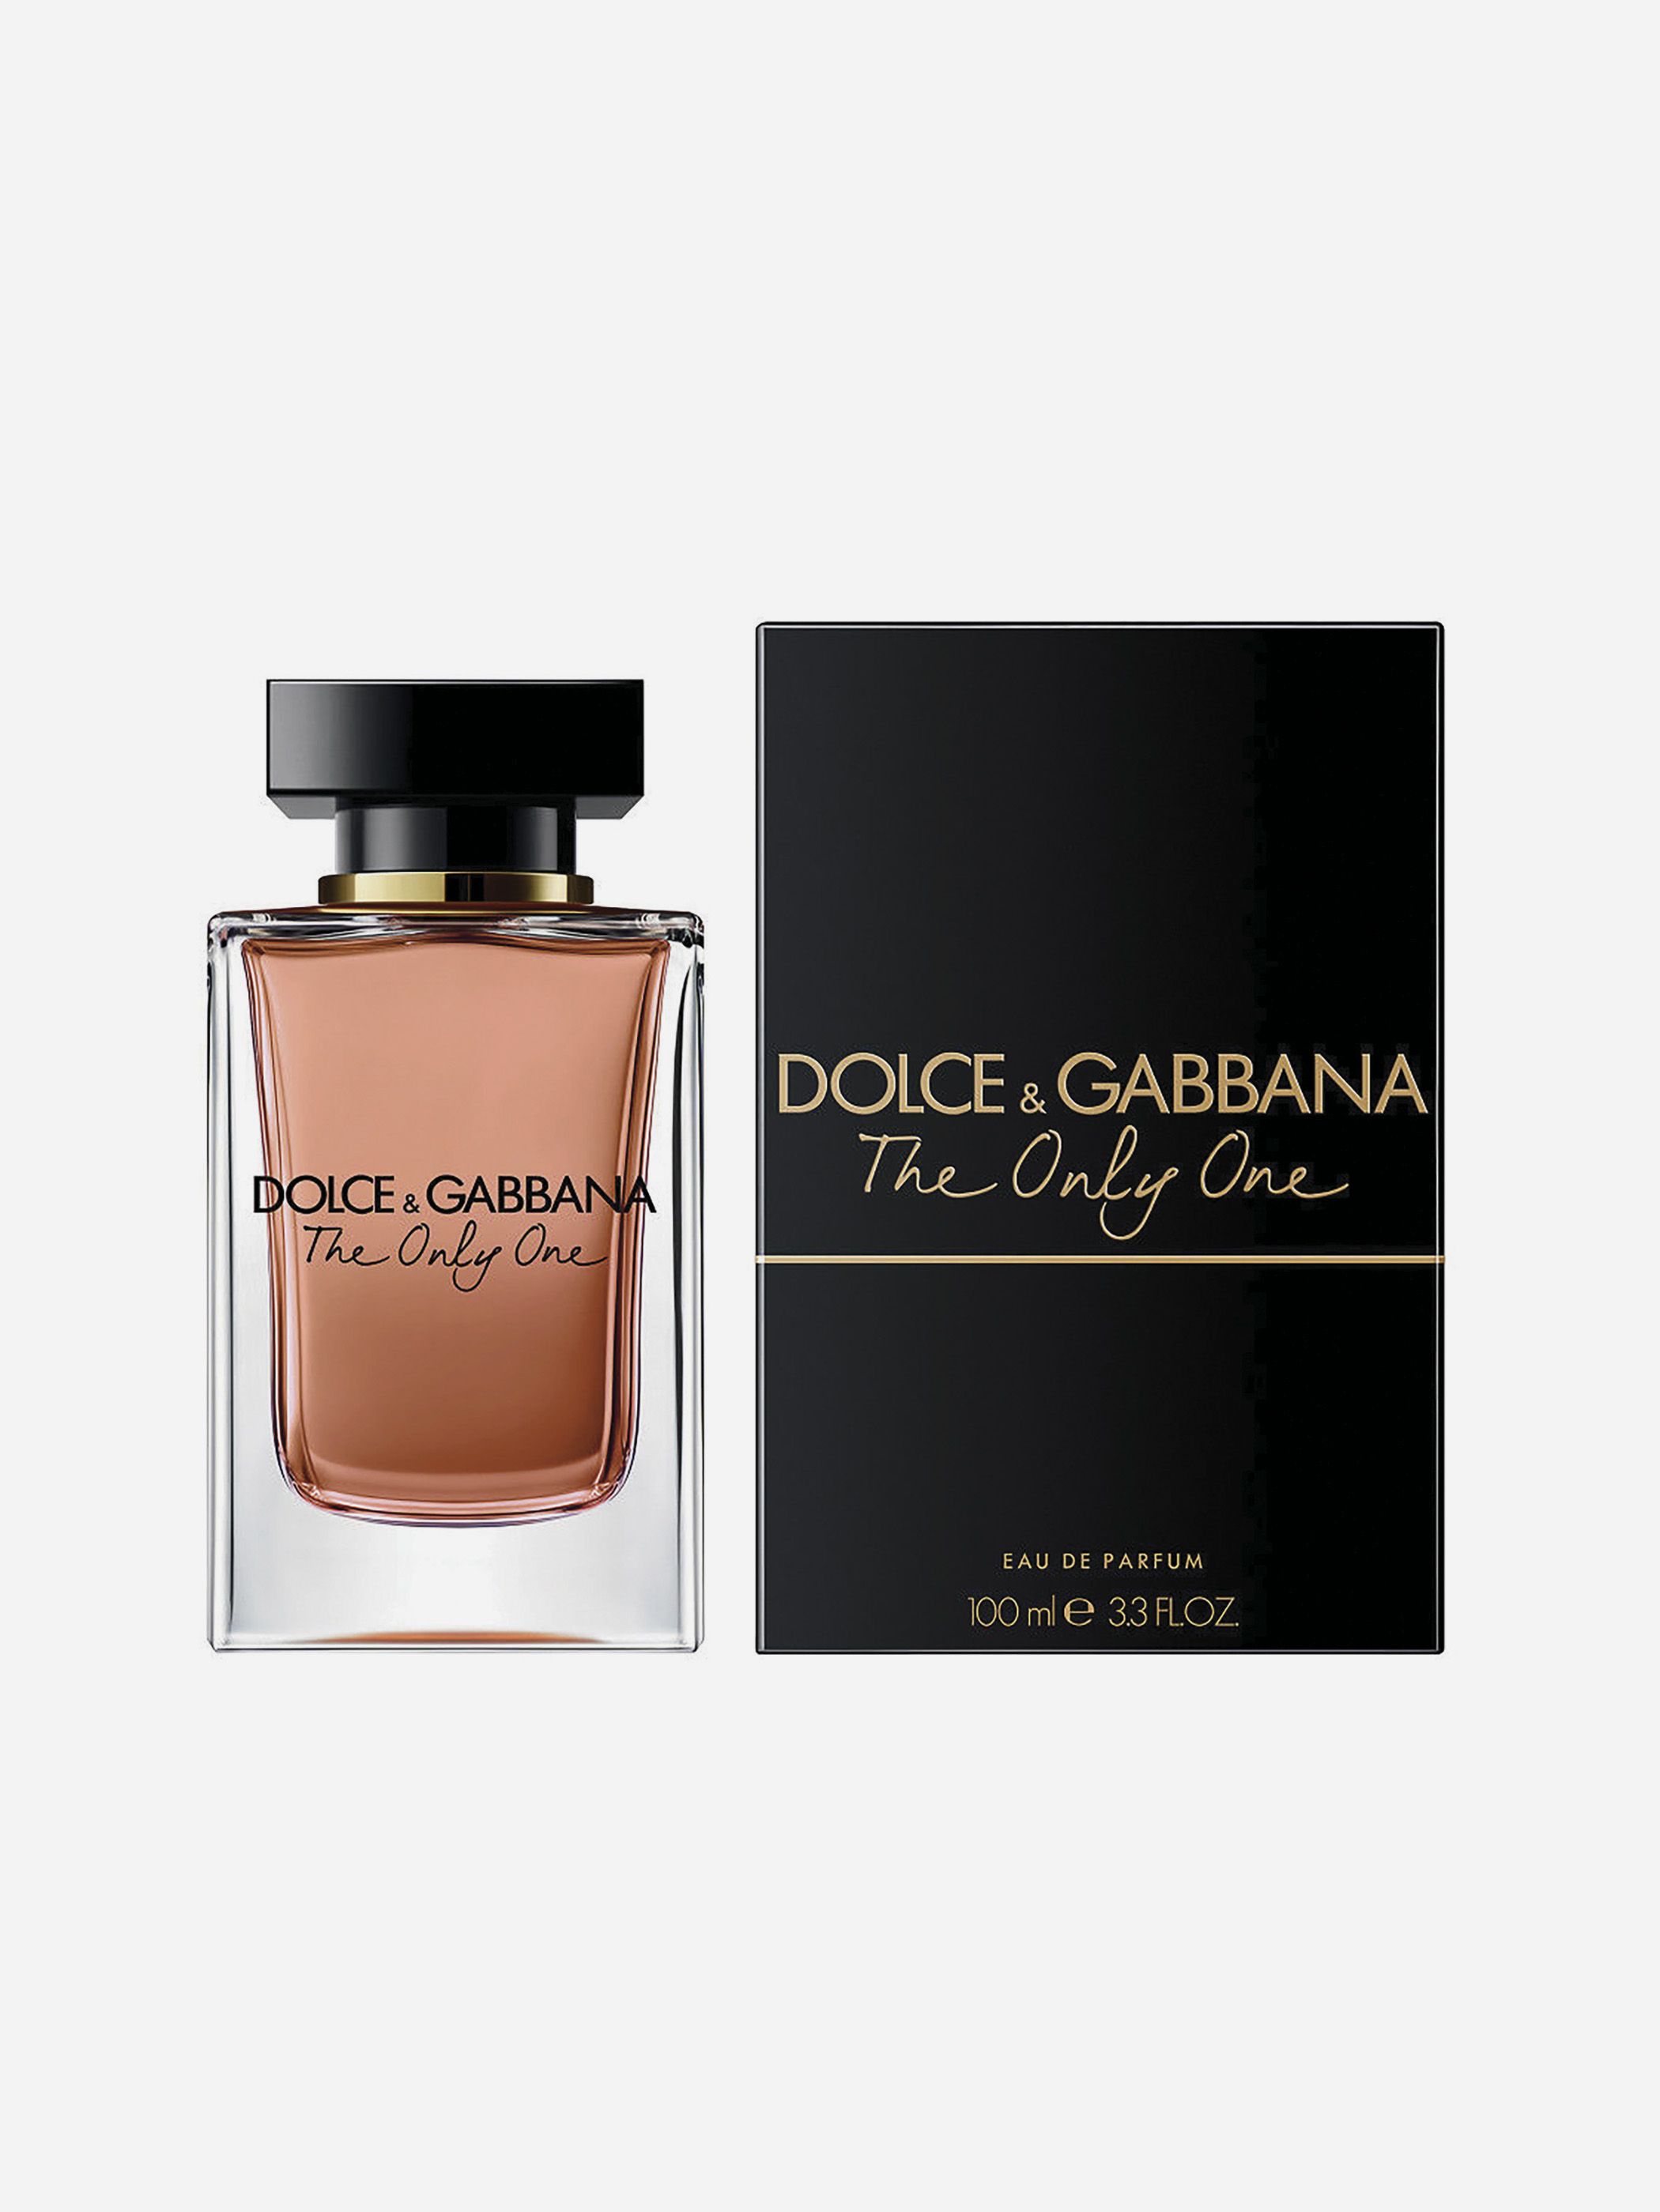 DOLCE & GABBANA
The Only One
DOLCE & GABBANA
The Only One
EAU DE PARFUM
100 ml ℮ 3.3 FL.OZ.